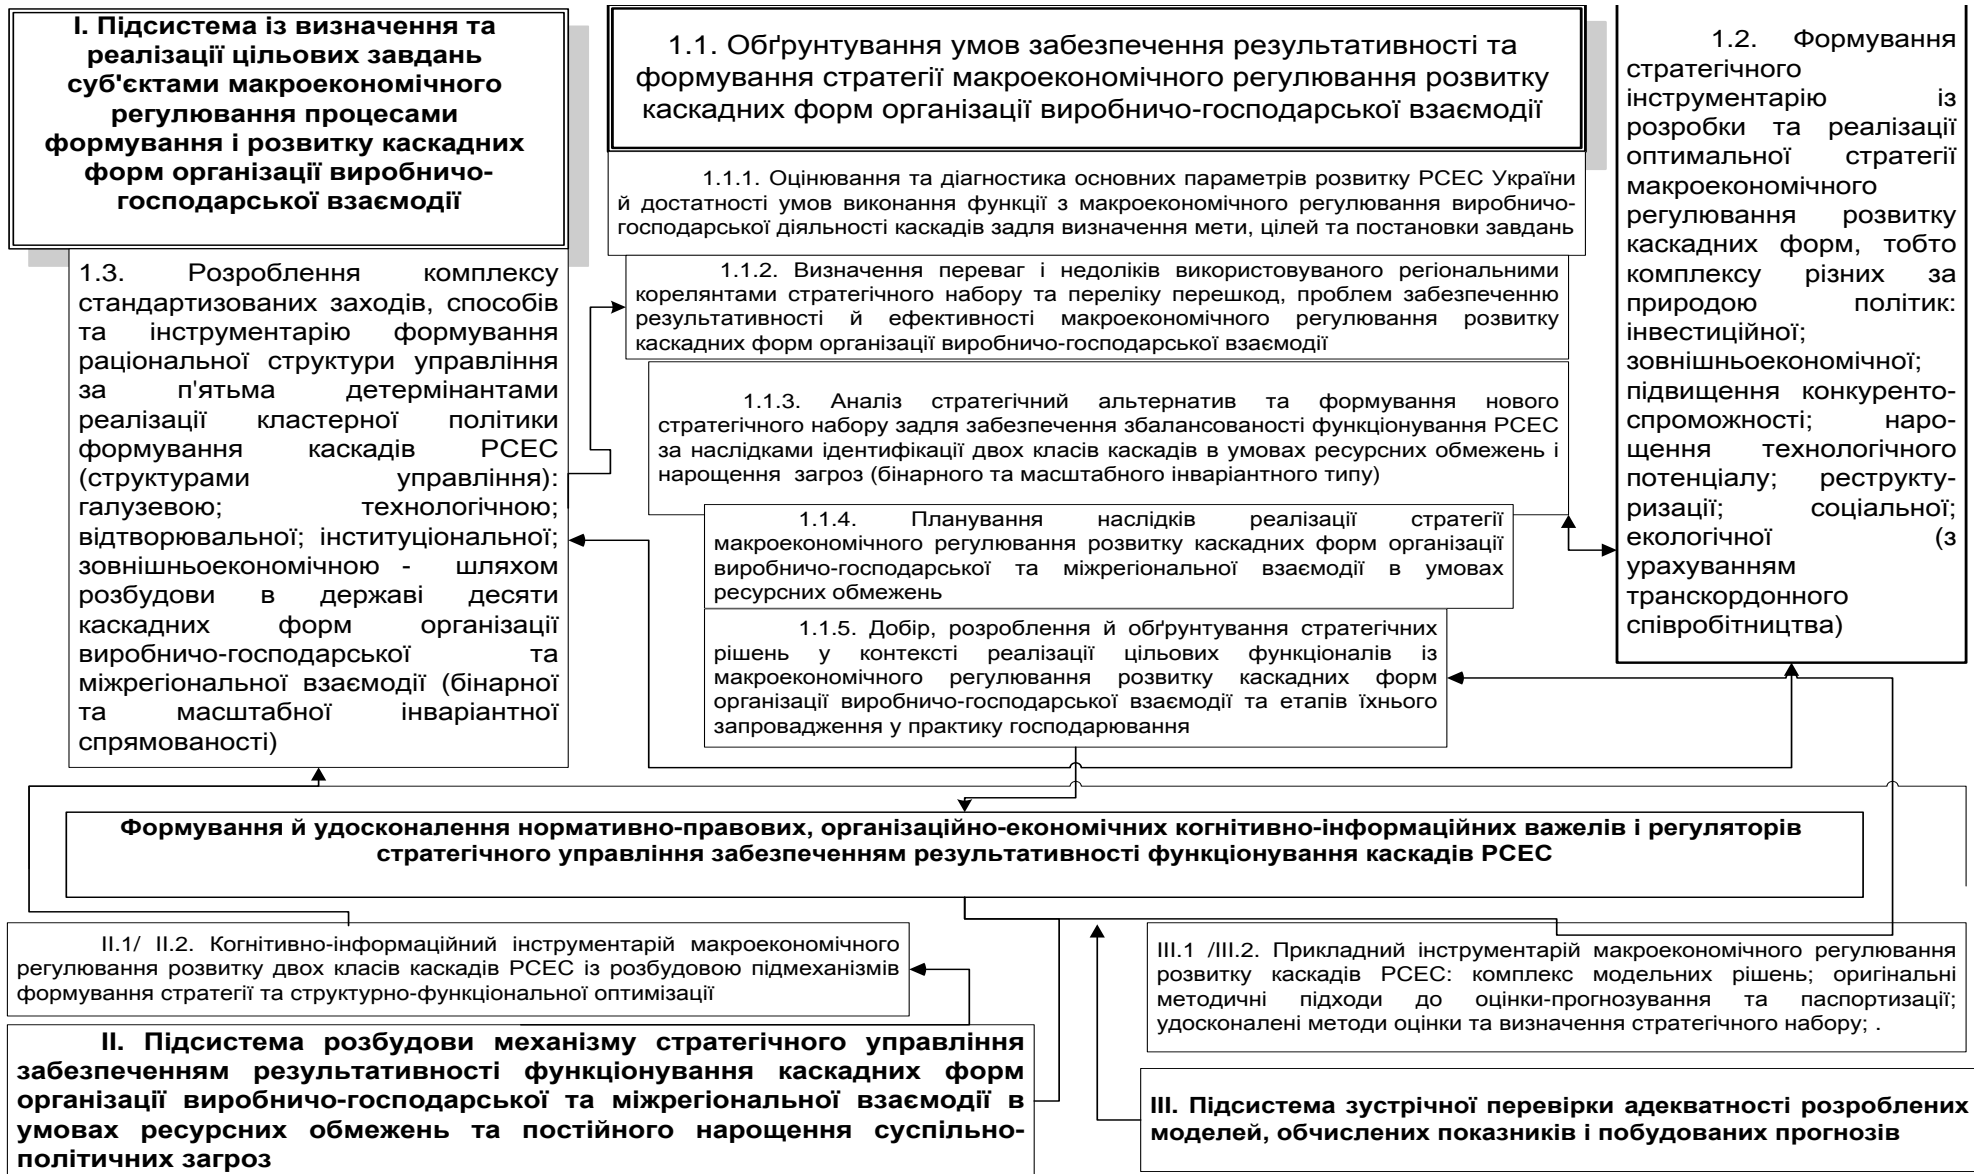 I. Підсистема із визначення та
реалізації цільових завдань
суб'єктами макроекономічного
регулювання процесами
формування і розвитку каскадних
форм організації виробничо-
господарської взаємодії
1.1. Обґрунтування умов забезпечення результативності та
формування стратегії макроекономічного регулювання розвитку
каскадних форм організації виробничо-господарської взаємодії
1.1.1. Оцінювання та діагностика основних параметрів розвитку РСЕС України
й достатності умов виконання функції з макроекономічного регулювання виробничо-
господарської діяльності каскадів задля визначення мети, цілей та постановки завдань
1.1.2. Визначення переваг і недоліків використовуваного регіональними
корелянтами стратегічного набору та переліку перешкод, проблем забезпеченню
результативності й ефективності макроекономічного регулювання розвитку
каскадних форм організації виробничо-господарської взаємодії
1.1.3. Аналіз стратегічний альтернатив та формування нового
стратегічного набору задля забезпечення збалансованості функціонування РСЕС
за наслідками ідентифікації двох класів каскадів в умовах ресурсних обмежень і
нарощення загроз (бінарного та масштабного інваріантного типу)
1.1.4. Планування наслідків реалізації стратегії
макроекономічного регулювання розвитку каскадних форм організації
виробничо-господарської та міжрегіональної взаємодії в умовах
ресурсних обмежень
1.1.5. Добір, розроблення й обґрунтування стратегічних
рішень у контексті реалізації цільових функціоналів із
макроекономічного регулювання розвитку каскадних форм
організації виробничо-господарської взаємодії та етапів їхнього
запровадження у практику господарювання
1.2. Формування
стратегічного
інструментарію із
розробки та реалізації
оптимальної стратегії
макроекономічного
регулювання розвитку
каскадних форм, тобто
комплексу різних за
природою політик:
інвестиційної;
зовнішньоекономічної;
підвищення конкуренто-
спроможності; наро-
щення технологічного
потенціалу; реструкту-
ризації; соціальної;
екологічної (з
урахуванням
транскордонного
співробітництва)
1.3. Розроблення комплексу
стандартизованих заходів, способів
та інструментарію формування
раціональної структури управління
за п'ятьма детермінантами
реалізації кластерної політики
формування каскадів РСЕС
(структурами управління):
галузевою; технологічною;
відтворювальної; інституціональної;
зовнішньоекономічною - шляхом
розбудови в державі десяти
каскадних форм організації
виробничо-господарської та
міжрегіональної взаємодії (бінарної
та масштабної інваріантної
спрямованості)
Формування й удосконалення нормативно-правових, організаційно-економічних когнітивно-інформаційних важелів і регуляторів
стратегічного управління забезпеченням результативності функціонування каскадів РСЕС
II.1/ II.2. Когнітивно-інформаційний інструментарій макроекономічного
регулювання розвитку двох класів каскадів РСЕС із розбудовою підмеханізмів
формування стратегії та структурно-функціональної оптимізації
III.1 /III.2. Прикладний інструментарій макроекономічного регулювання
розвитку каскадів РСЕС: комплекс модельних рішень; оригінальні
методичні підходи до оцінки-прогнозування та паспортизації;
удосконалені методи оцінки та визначення стратегічного набору; .
II. Підсистема розбудови механізму стратегічного управління
забезпеченням результативності функціонування каскадних форм
організації виробничо-господарської та міжрегіональної взаємодії в
умовах ресурсних обмежень та постійного нарощення суспільно-
політичних загроз
III. Підсистема зустрічної перевірки адекватності розроблених
моделей, обчислених показників і побудованих прогнозів